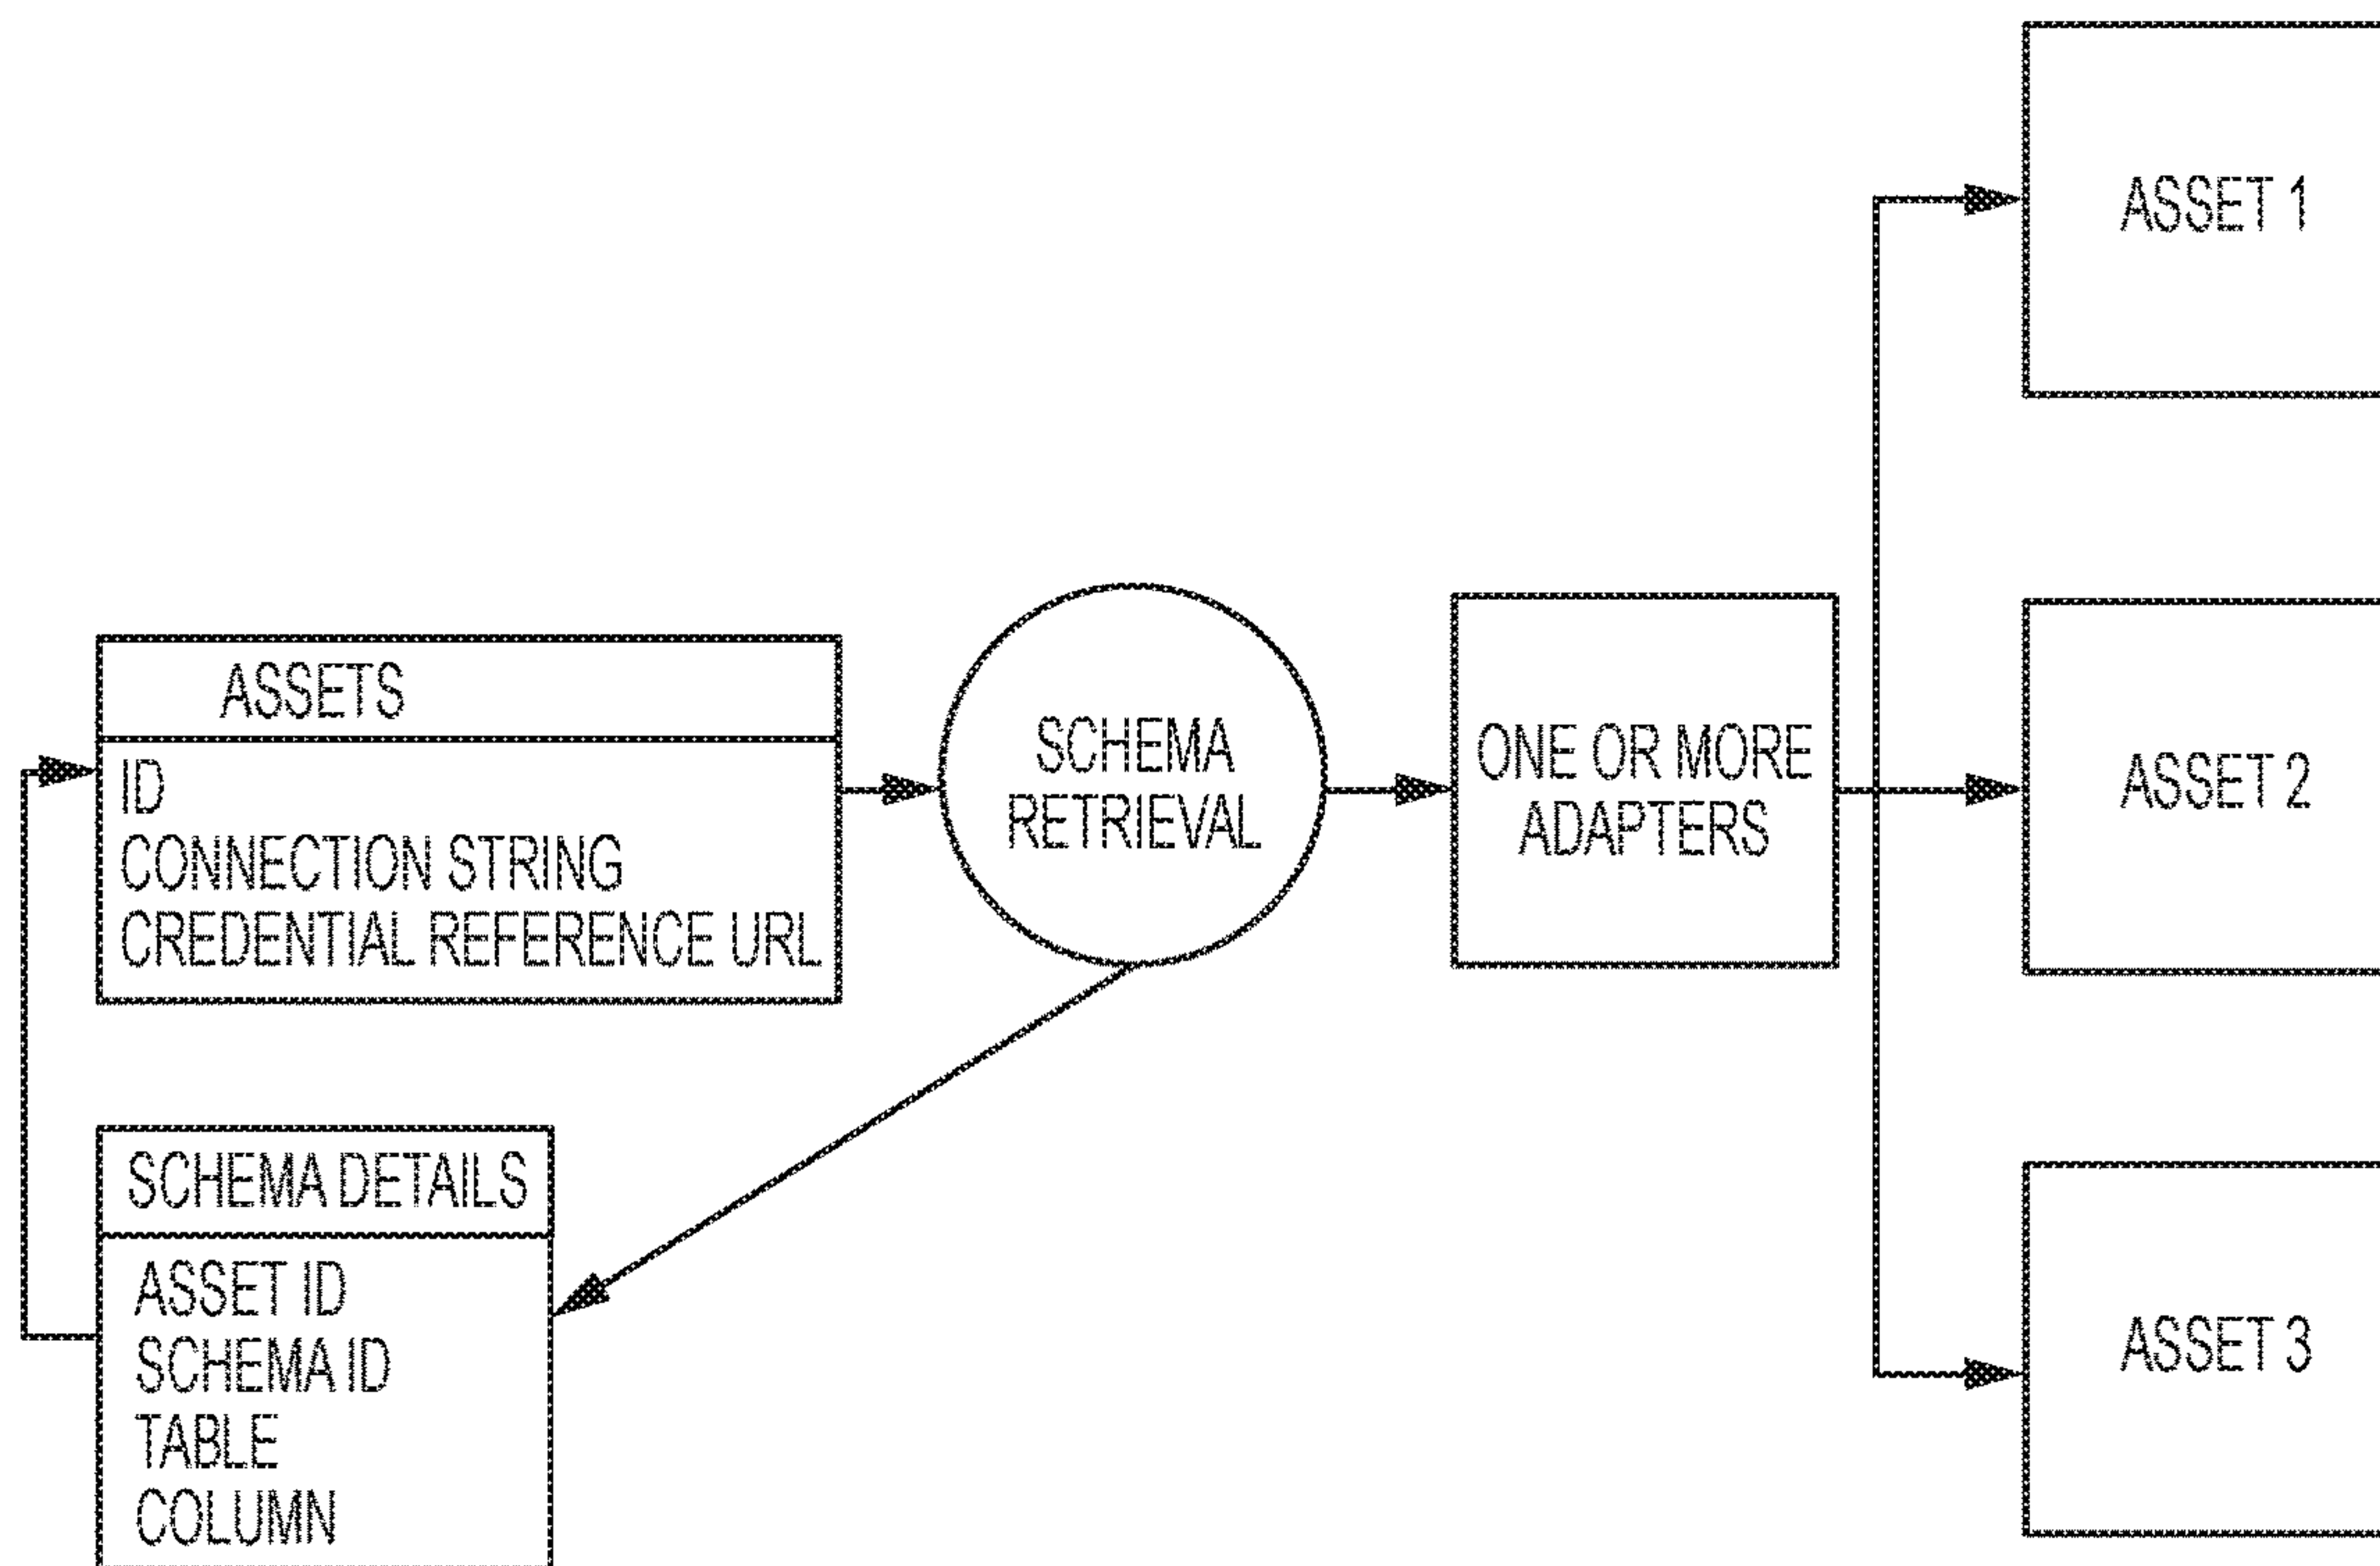 ASSETS
ID
CONNECTION STRING
CREDENTIAL REFERENCE URL
SCHEMA DETAILS
ASSET ID
SCHEMA ID
TABLE
COLUMN
SCHEMA
RETRIEVAL
ONE OR MORE
ADAPTERS
ASSET 1
ASSET 2
ASSET 3